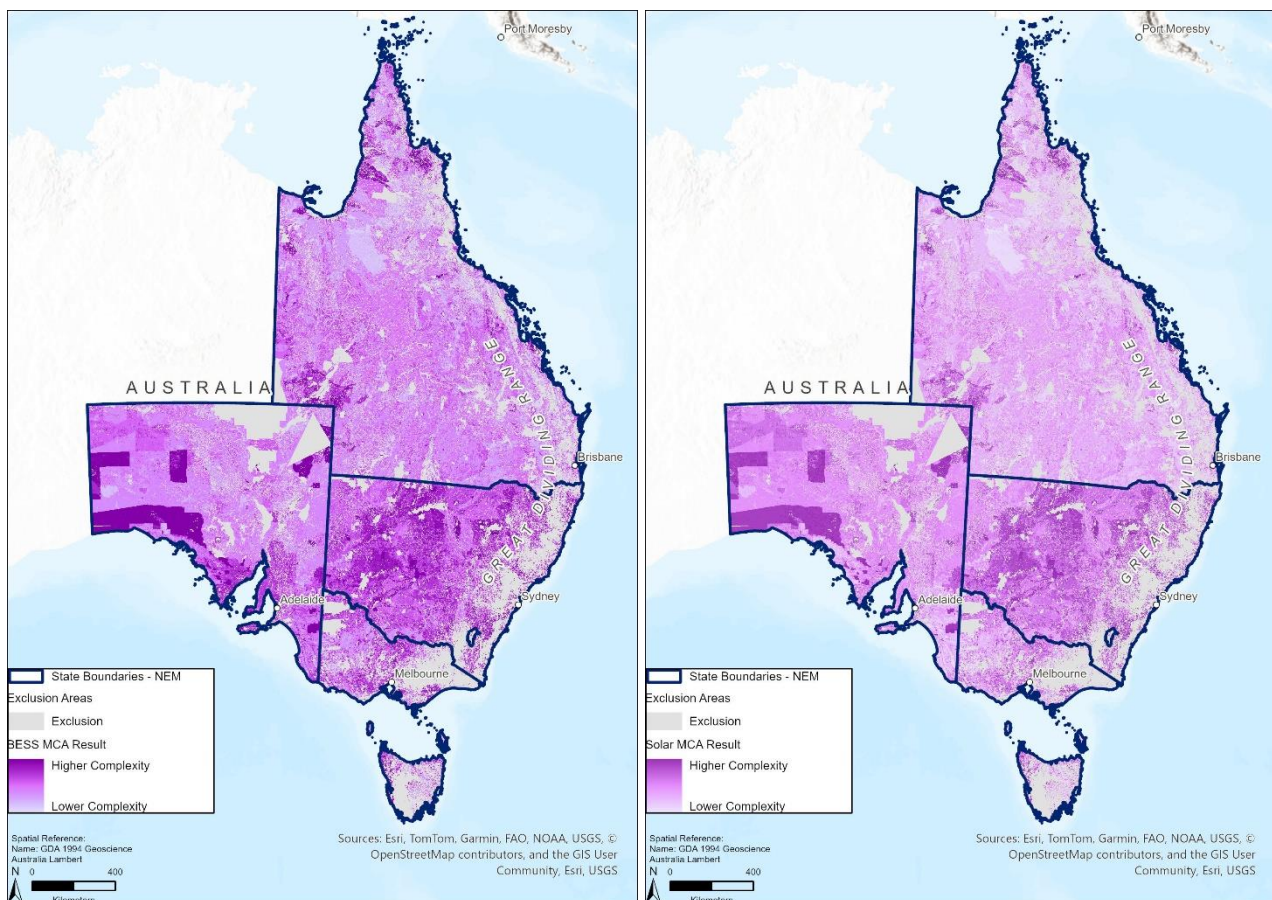 Port Moresby
AUSTRALIA
GREAT DIVIDING RANGE
Brisbane
Adelaide
Sydney
Melbourne
State Boundaries - NEM
Exclusion Areas
Exclusion
BESS MCA Result
Higher Complexity
Lower Complexity
Spatial Reference:
Name: GDA 1994 Geoscience
Australia Lambert
N
0 400
Kilometers
Sources: Esri, TomTom, Garmin, FAO, NOAA, USGS, ©
OpenStreetMap contributors, and the GIS User
Community, Esri, USGS
Port Moresby
AUSTRALIA
GREAT DIVIDING RANGE
Brisbane
Adelaide
Sydney
Melbourne
State Boundaries - NEM
Exclusion Areas
Exclusion
Solar MCA Result
Higher Complexity
Lower Complexity
Spatial Reference:
Name: GDA 1994 Geoscience
Australia Lambert
N
0 400
Kilometers
Sources: Esri, TomTom, Garmin, FAO, NOAA, USGS, ©
OpenStreetMap contributors, and the GIS User
Community, Esri, USGS